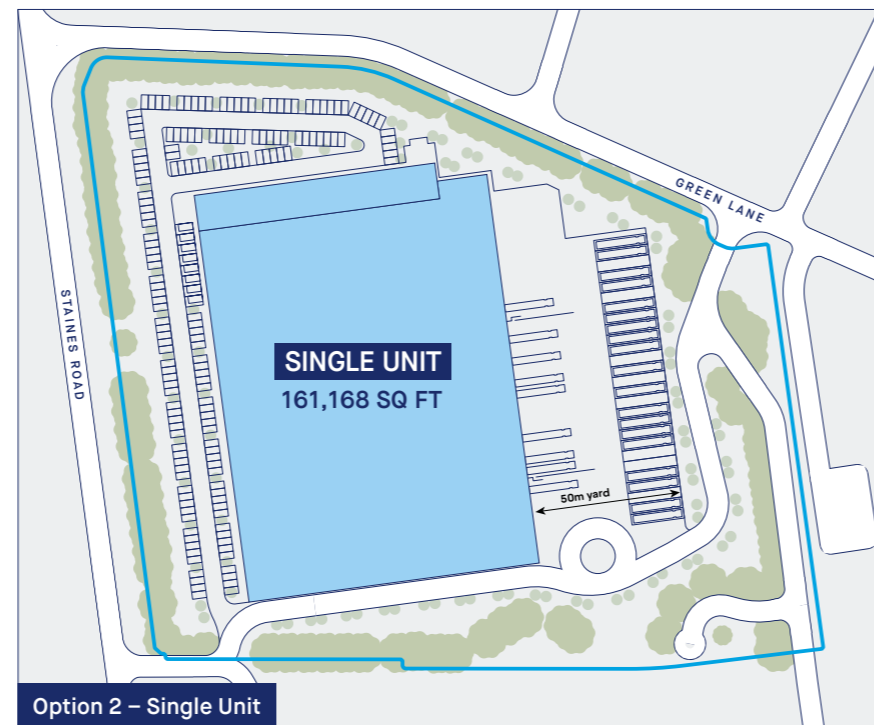 GREEN LANE
STAINES ROAD
SINGLE UNIT
161,168 SQ FT
50m yard
Option 2 – Single Unit